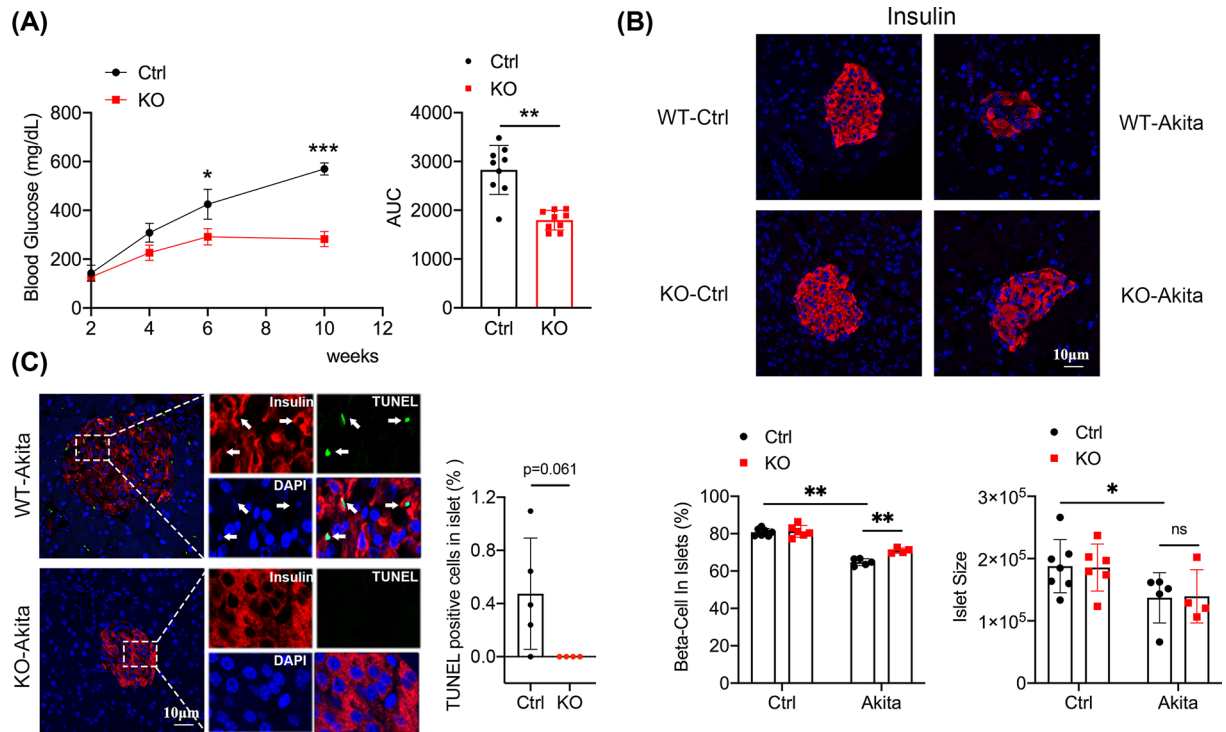 (A)
Ctrl
KO
Blood Glucose (mg/dL)
800
600
400
200
0
*
***
2
4
6
8
10
12
weeks
Ctrl
KO
AUC
4000
3000
2000
1000
0
**
Ctrl
KO
(B)
Insulin
WT-Ctrl
WT-Akita
KO-Ctrl
KO-Akita
10μm
Ctrl
KO
Beta-Cell In Islets (%)
80
60
40
20
0
**
**
Ctrl
Akita
Ctrl
KO
Islet Size
3×10⁵
2×10⁵
1×10⁵
0
*
ns
Ctrl
Akita
(C)
WT-Akita
Insulin
TUNEL
DAPI
KO-Akita
Insulin
TUNEL
DAPI
10μm
TUNEL positive cells in islet (% )
1.2
0.8
0.4
0.0
p=0.061
Ctrl
KO